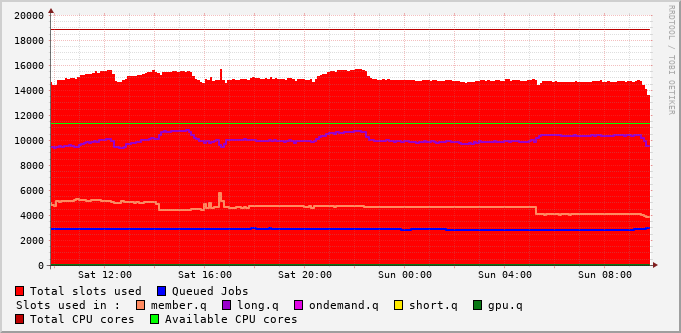 20000
18000
16000
14000
12000
10000
8000
6000
4000
2000
0
Sat 12:00 Sat 16:00 Sat 20:00 Sun 00:00 Sun 04:00 Sun 08:00
RRDTOOL / TOBI OETIKER
Total slots used Queued Jobs
Slots used in : member.q long.q ondemand.q short.q gpu.q
Total CPU cores Available CPU cores